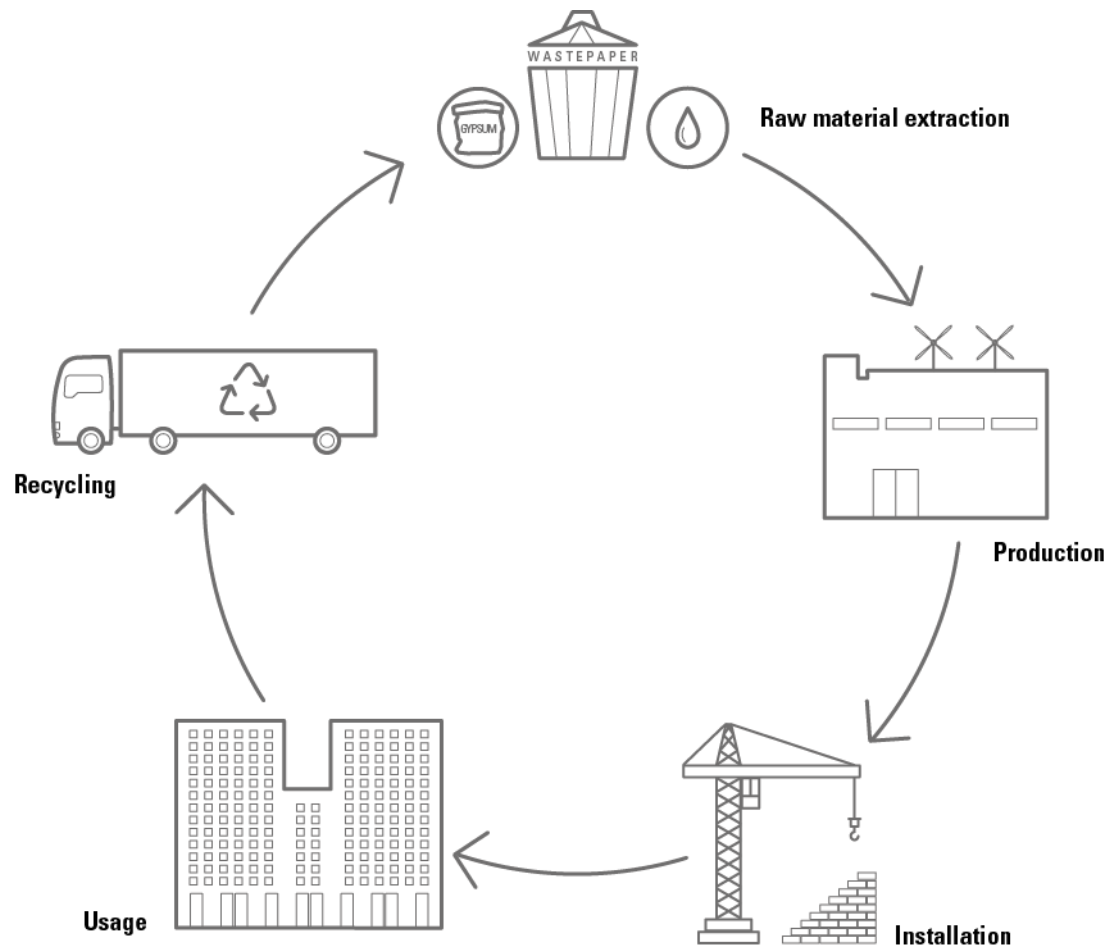 WASTEPAPER
GYPSUM
Raw material extraction
Recycling
Production
Usage
Installation